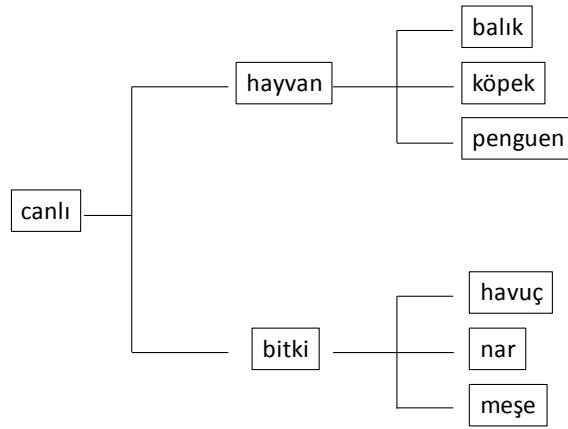 canlı
hayvan
balık
köpek
penguen
bitki
havuç
nar
meşe